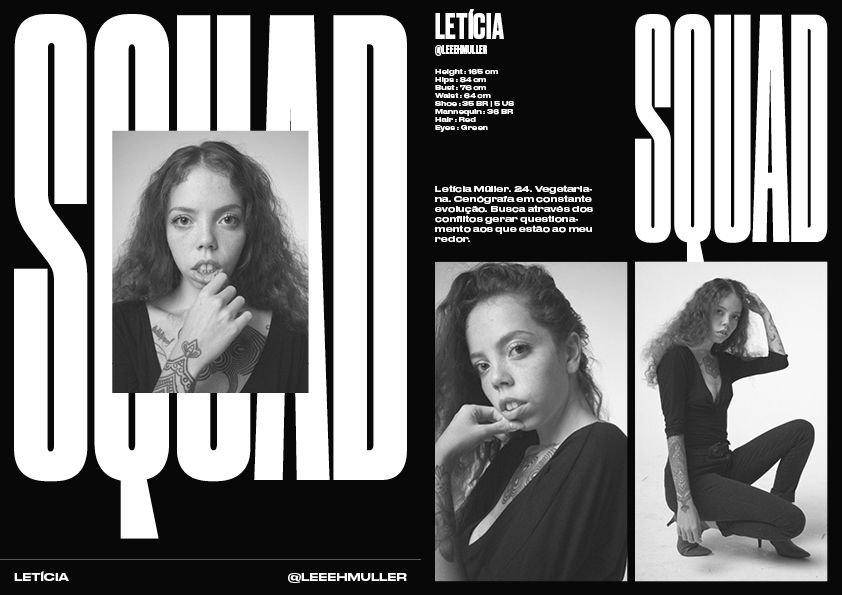 SQUAD
LETÍCIA
@LEEEHMULLER
LETÍCIA
@LEEEHMULLER
Height : 165 cm
Hips : 84 cm
Bust : 76 cm
Waist : 64 cm
Shoe : 35 BR | 5 US
Mannequin : 36 BR
Hair : Red
Eyes : Green
Letícia Müller. 24. Vegetaria-
na. Cenógrafa em constante
evolução. Busca através dos
conflitos gerar questiona-
mento aos que estão ao meu
redor.
SQUAD